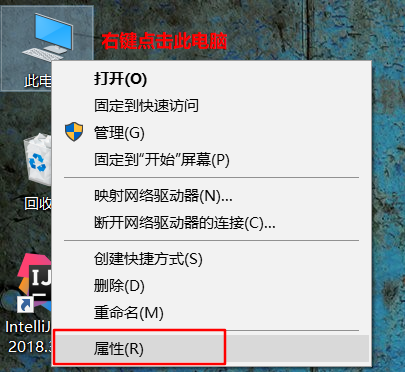 右键点击此电脑
此电
打开(O)
固定到快速访问
管理(G)
固定到“开始”屏幕(P)
映射网络驱动器(N)...
断开网络驱动器的连接(C)...
回收
创建快捷方式(S)
删除(D)
重命名(M)
属性(R)
IJ
IntelliJ
2018.